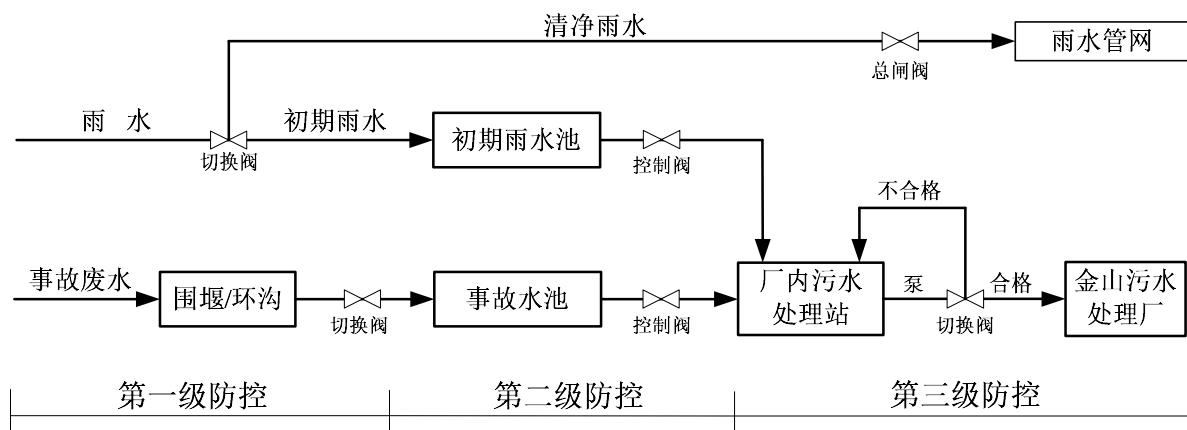 清净雨水
总闸阀
雨水管网
雨 水
切换阀
初期雨水
初期雨水池
控制阀
不合格
事故废水
围堰/环沟
切换阀
事故水池
控制阀
厂内污水
处理站
泵
切换阀
合格
金山污水
处理厂
第一级防控
第二级防控
第三级防控